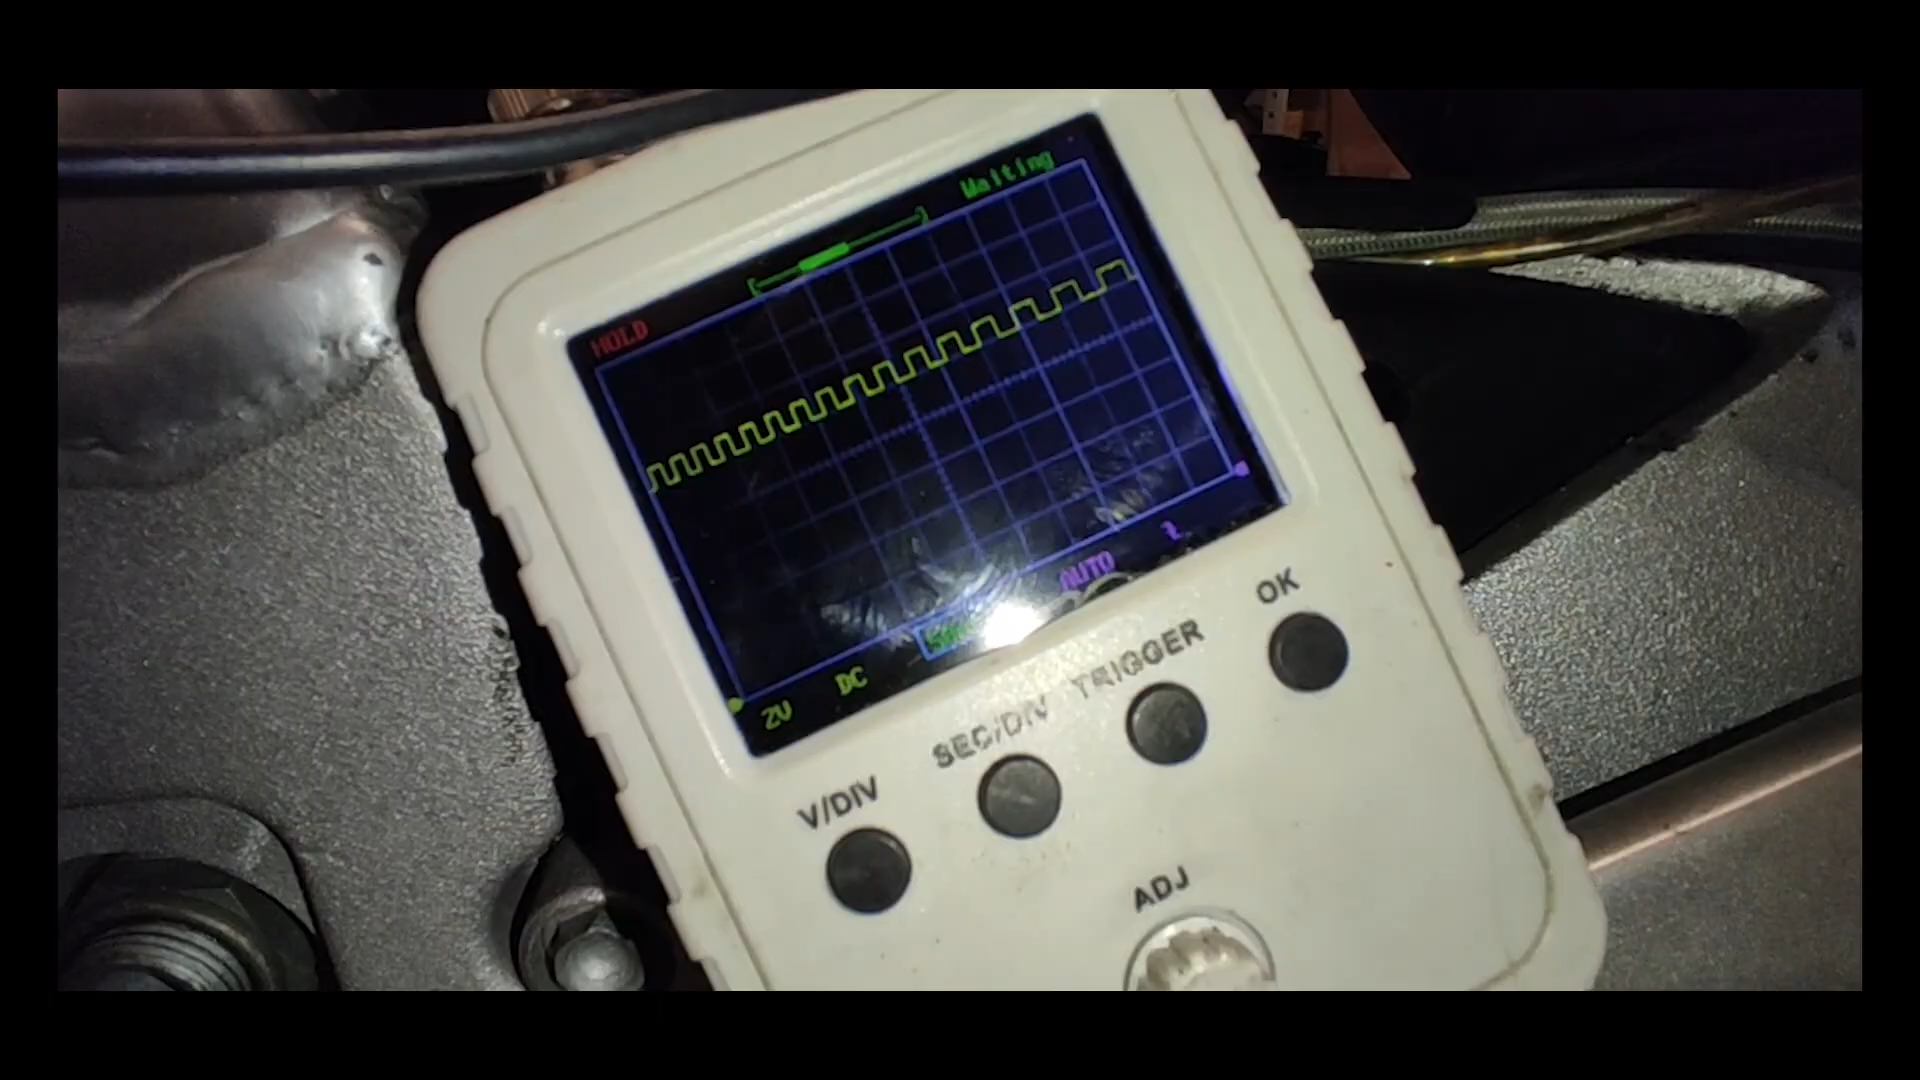 Waiting
HOLD
AUTO
2V DC
OK
TRIGGER
SEC/DIV
V/DIV
ADJ